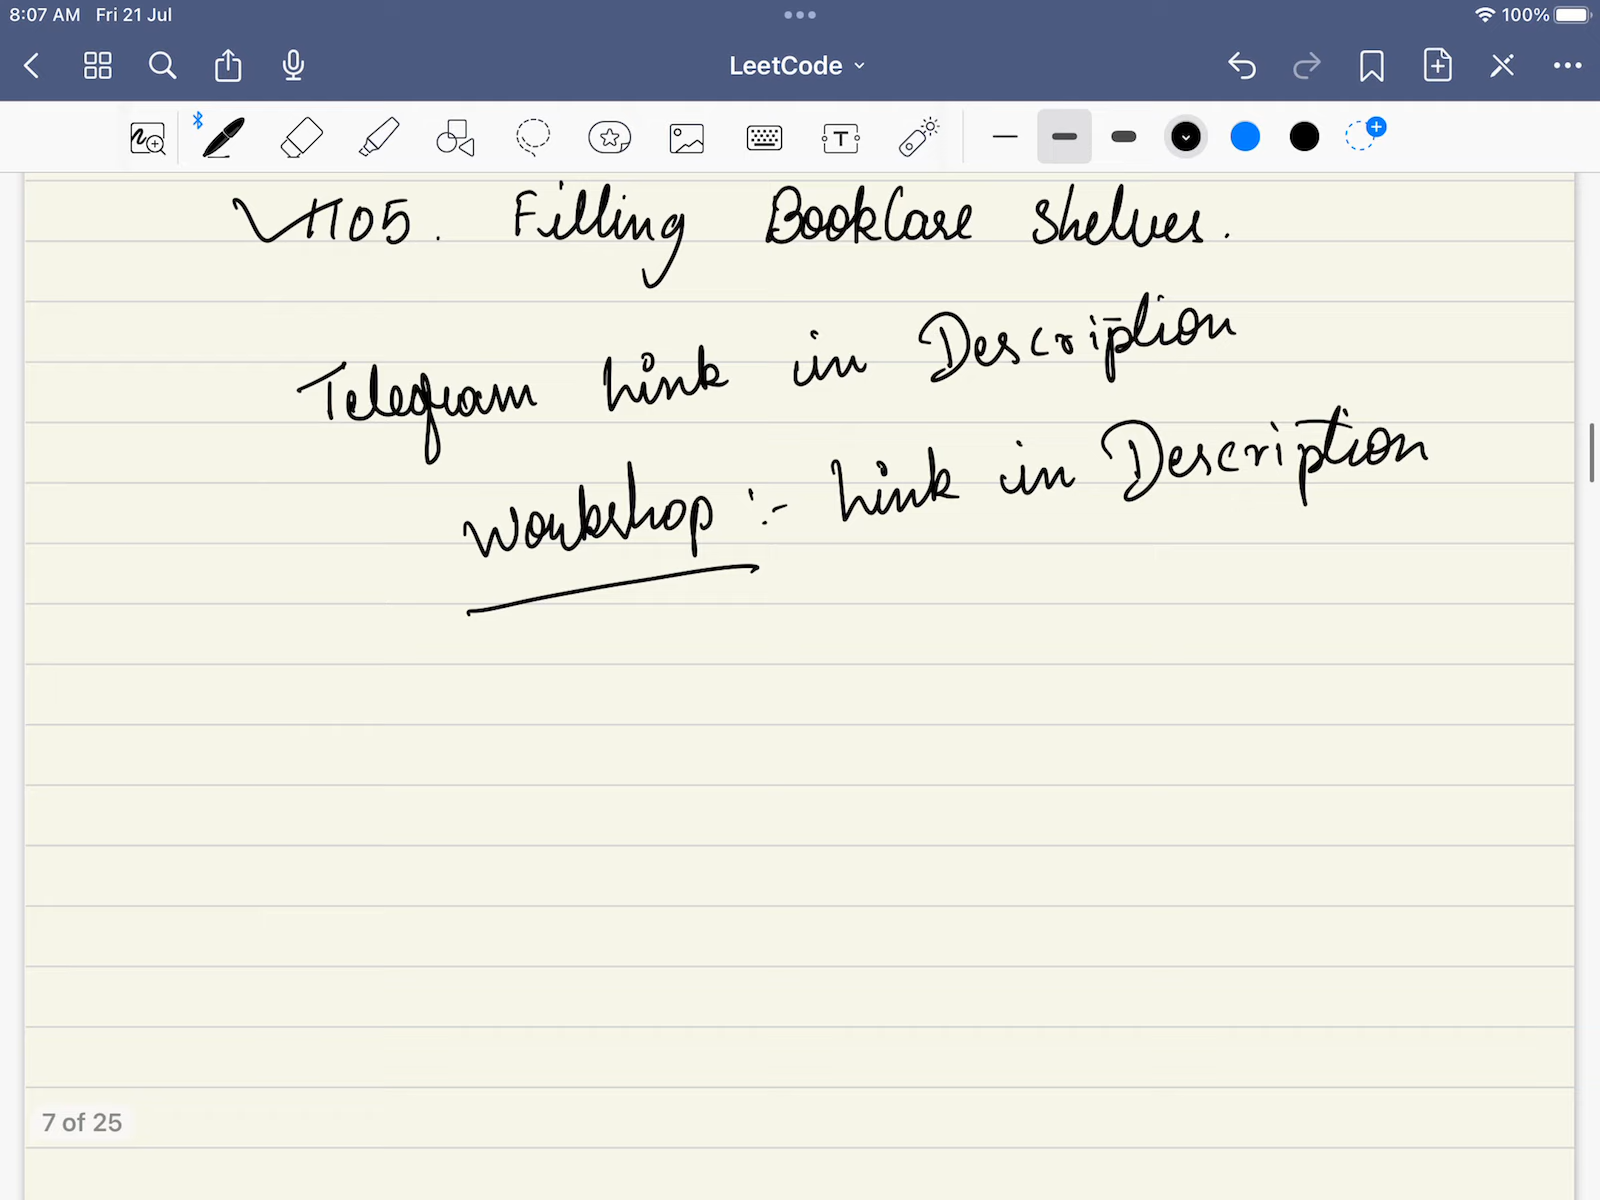 8:07 AM Fri 21 Jul
100%
LeetCode
T
1105. Filling BookCase Shelves.
Telegram Link in Description
Workshop :- Link in Description
7 of 25